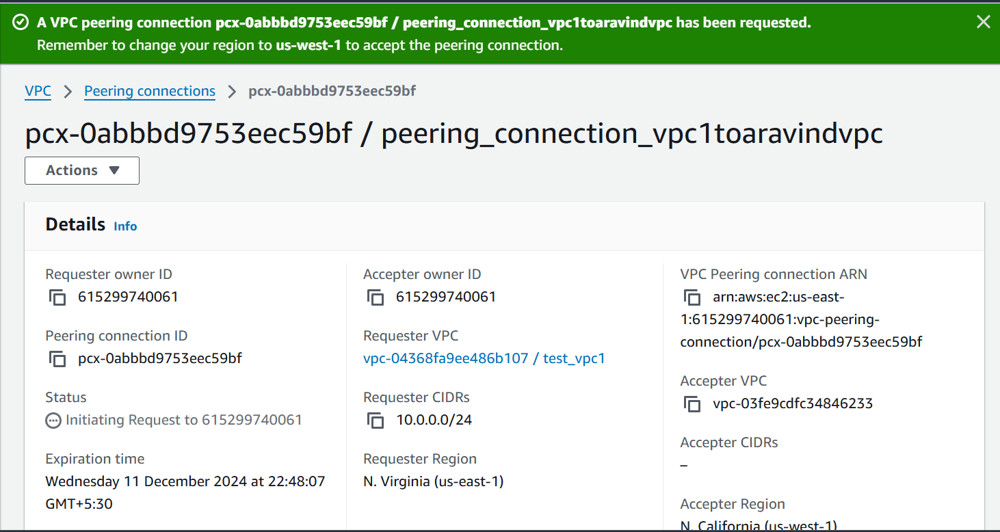 A VPC peering connection pcx-0abbbd9753eec59bf / peering_connection_vpc1toaravindvpc has been requested.
Remember to change your region to us-west-1 to accept the peering connection.
VPC > Peering connections > pcx-0abbbd9753eec59bf
pcx-0abbbd9753eec59bf / peering_connection_vpc1toaravindvpc
Actions
Details Info
Requester owner ID
615299740061
Peering connection ID
pcx-0abbbd9753eec59bf
Status
Initiating Request to 615299740061
Expiration time
Wednesday 11 December 2024 at 22:48:07
GMT+5:30
Accepter owner ID
615299740061
Requester VPC
vpc-04368fa9ee486b107 / test_vpc1
Requester CIDRs
10.0.0.0/24
Requester Region
N. Virginia (us-east-1)
VPC Peering connection ARN
arn:aws:ec2:us-east-
1:615299740061:vpc-peering-
connection/pcx-0abbbd9753eec59bf
Accepter VPC
vpc-03fe9cdfc34846233
Accepter CIDRs
–
Accepter Region
N. California (us-west-1)